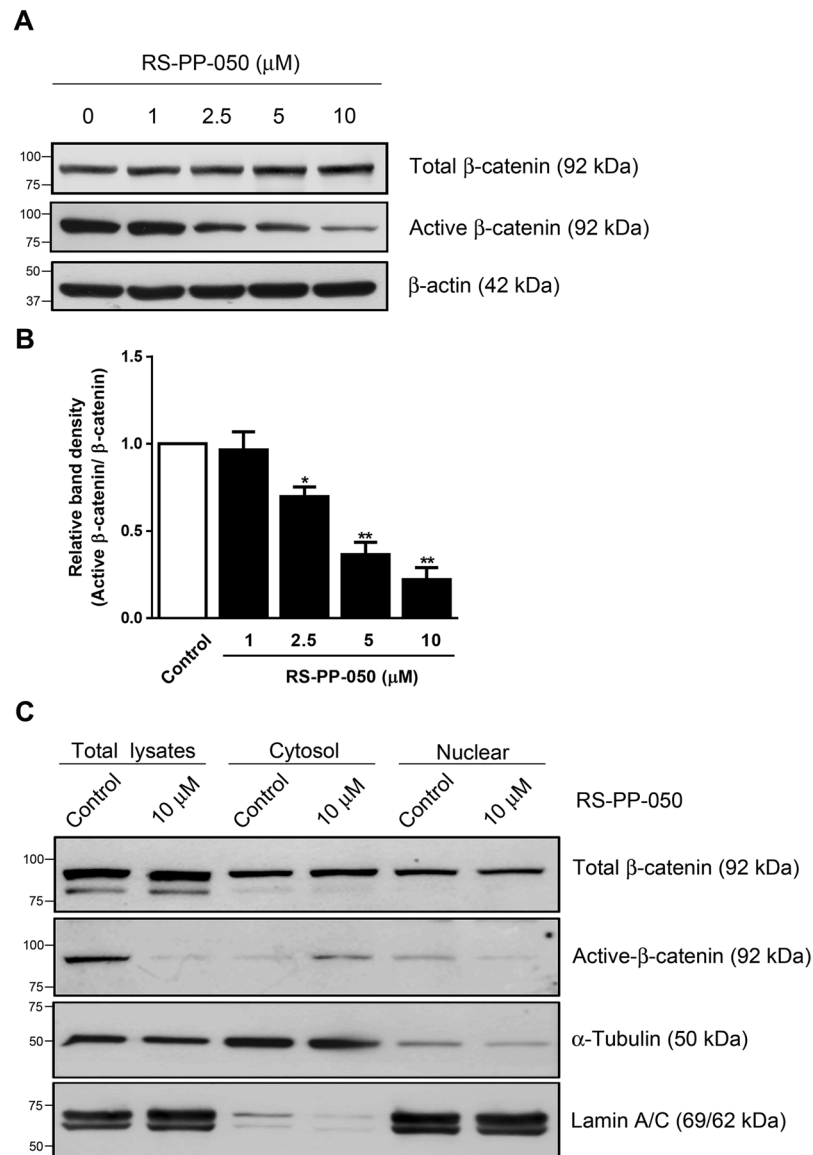 A
RS-PP-050 (μM)
0 1 2.5 5 10
100
75
Total β-catenin (92 kDa)
100
75
Active β-catenin (92 kDa)
50
37
β-actin (42 kDa)
B
Relative band density
(Active β-catenin/ β-catenin)
1.5
1.0
0.5
0.0
* ** **
Control 1 2.5 5 10
RS-PP-050 (μM)
C
Total lysates Cytosol Nuclear
Control 10 μM Control 10 μM Control 10 μM
RS-PP-050
100
75
Total β-catenin (92 kDa)
100
75
Active-β-catenin (92 kDa)
75
50
α-Tubulin (50 kDa)
75
50
Lamin A/C (69/62 kDa)